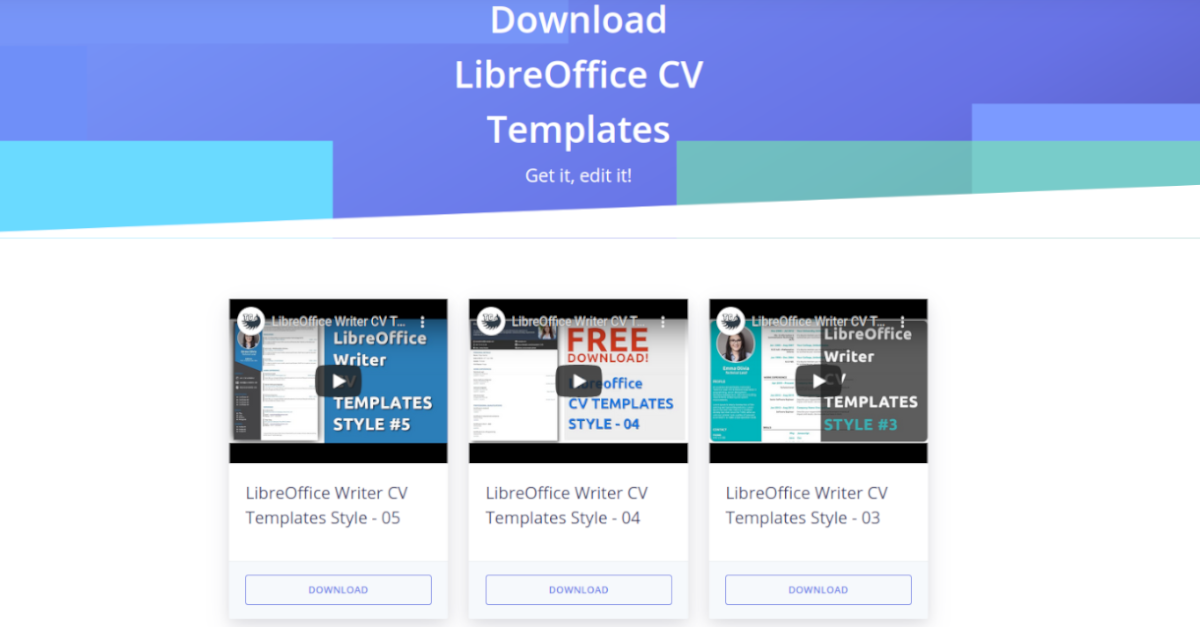 Download
LibreOffice CV
Templates
Get it, edit it!
LibreOffice Writer CV T...
LibreOffice
Writer
CV
TEMPLATES
STYLE #5
LibreOffice Writer CV Templates Style - 05
DOWNLOAD
LibreOffice Writer CV T...
FREE
DOWNLOAD!
Libreoffice
CV TEMPLATES
STYLE - 04
LibreOffice Writer CV
Templates Style - 04
DOWNLOAD
LibreOffice Writer CV T...
LibreOffice
Writer
CV
TEMPLATES
STYLE #3
LibreOffice Writer CV
Templates Style - 03
DOWNLOAD